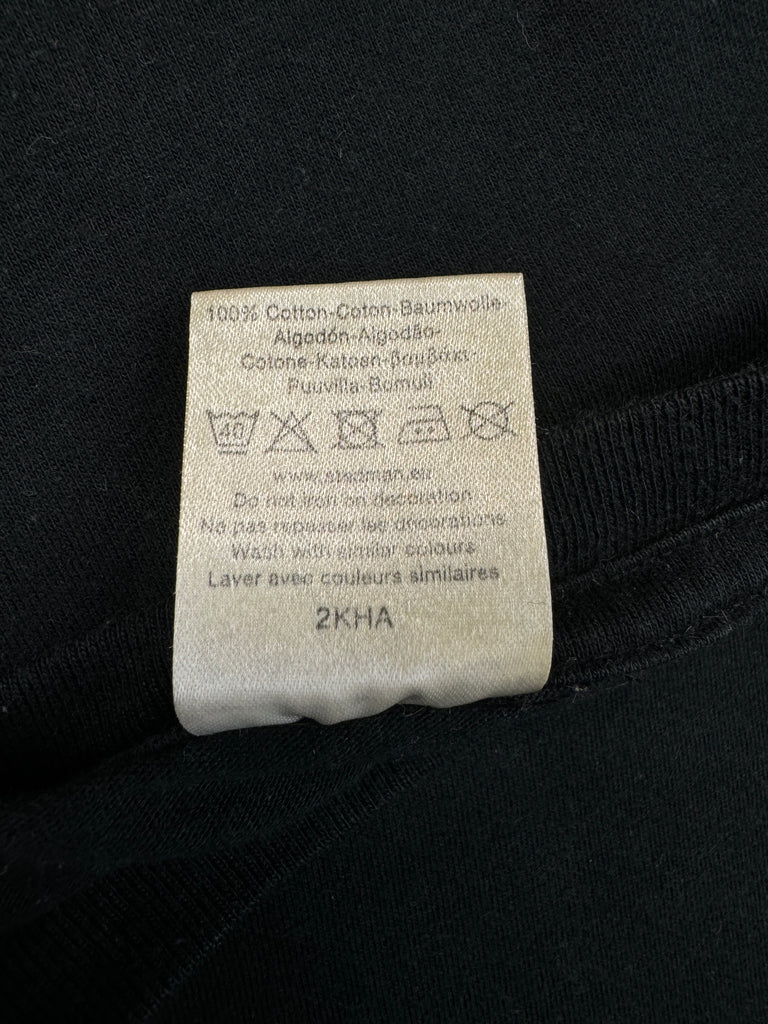 100% Cotton-Coton-Baumwolle-
Algodón-Algodão-
Cotone-Katoen-βαμβάκι-
Puuvilla-Bomull
40
www.stedman.eu
Do not iron on decoration
Ne pas repasser les décorations
Wash with similar colours
Laver avec couleurs similaires
2KHA